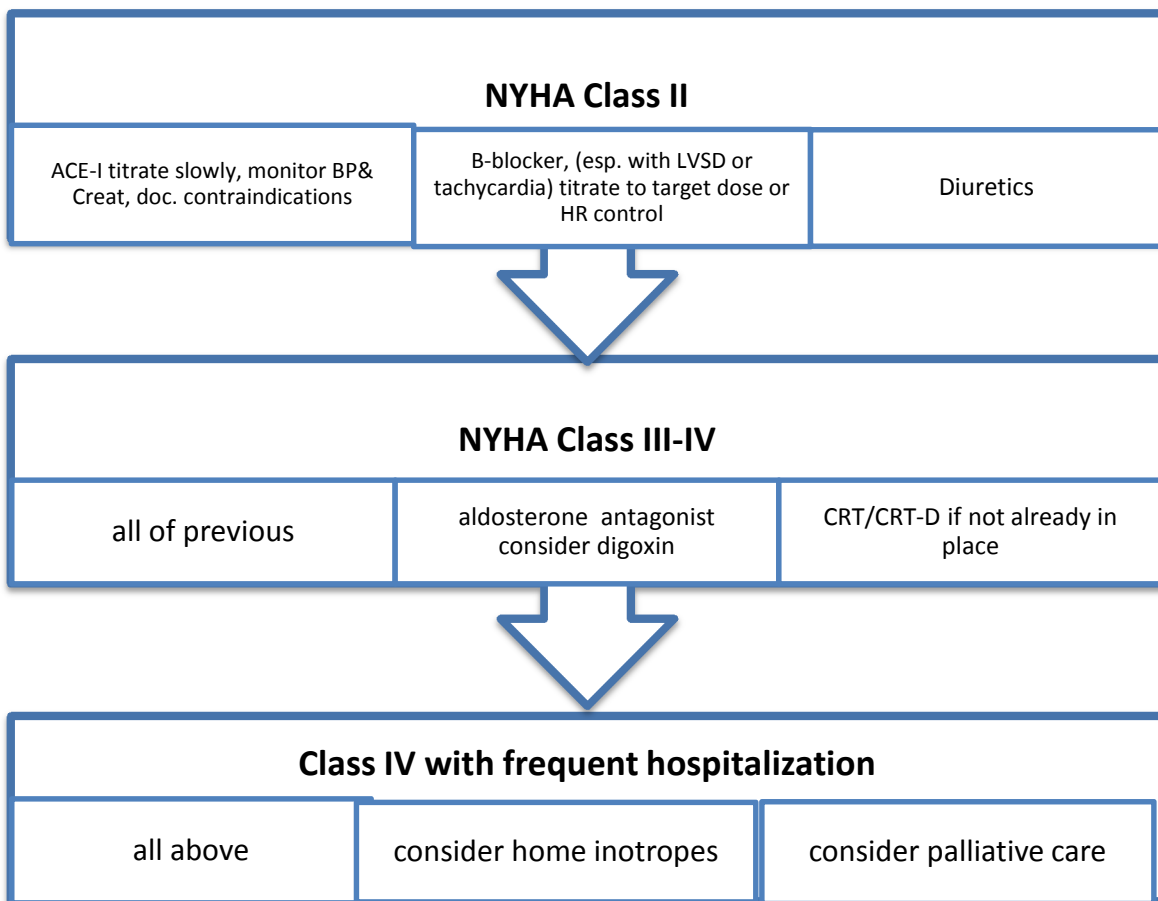 NYHA Class II
ACE-I titrate slowly, monitor BP&
Creat, doc. contraindications
B-blocker, (esp. with LVSD or
tachycardia) titrate to target dose or
HR control
Diuretics
NYHA Class III-IV
all of previous
aldosterone antagonist
consider digoxin
CRT/CRT-D if not already in
place
Class IV with frequent hospitalization
all above
consider home inotropes
consider palliative care